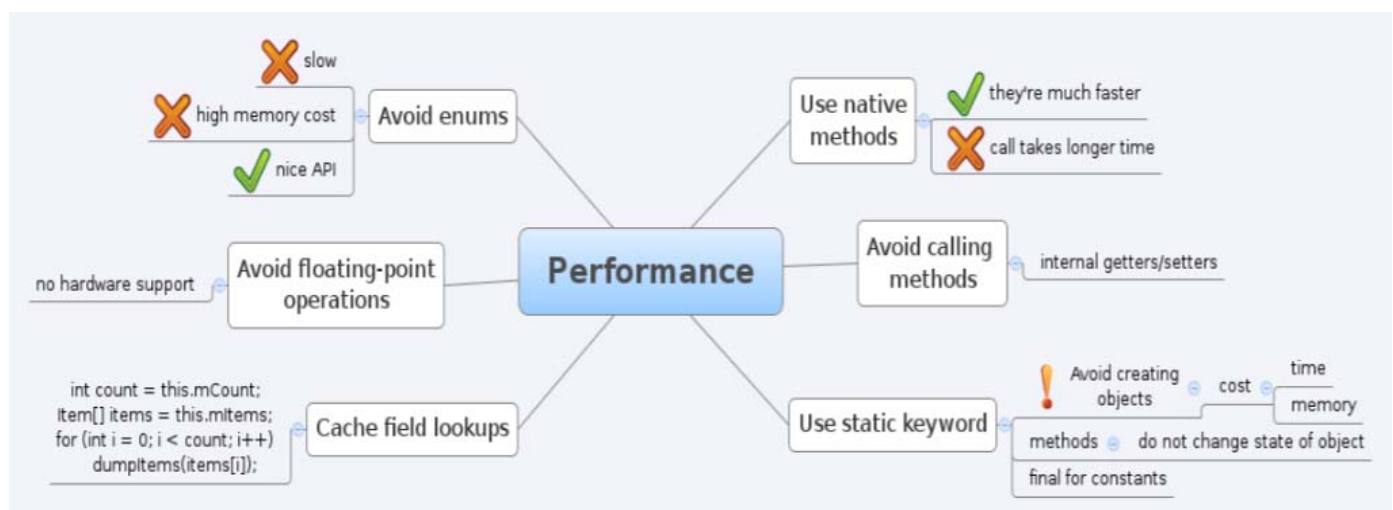 Performance
Avoid enums
slow
high memory cost
nice API
Avoid floating-point
operations
no hardware support
Cache field lookups
int count = this.mCount;
Item[] items = this.mItems;
for (int i = 0; i < count; i++)
dumpItems(items[i]);
Use native
methods
they're much faster
call takes longer time
Avoid calling
methods
internal getters/setters
Use static keyword
Avoid creating
objects
cost
time
memory
methods
do not change state of object
final for constants